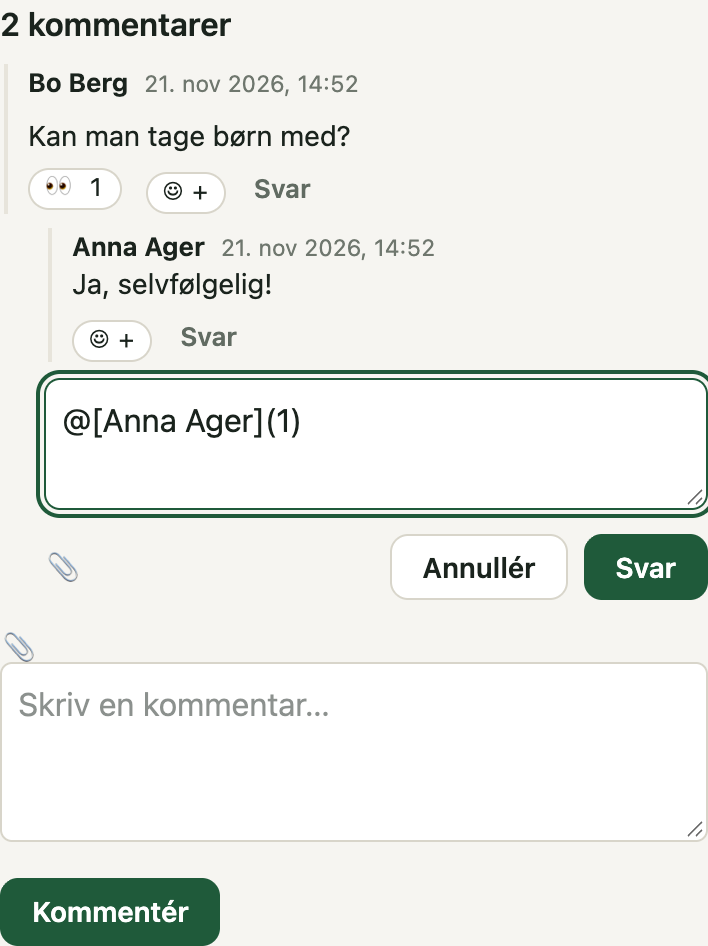 2 kommentarer
Bo Berg 21. nov 2026, 14:52
Kan man tage børn med?
👀 1 ☺ + Svar
Anna Ager 21. nov 2026, 14:52
Ja, selvfølgelig!
☺ + Svar
@[Anna Ager](1)
Annullér Svar
Skriv en kommentar...
Kommentér